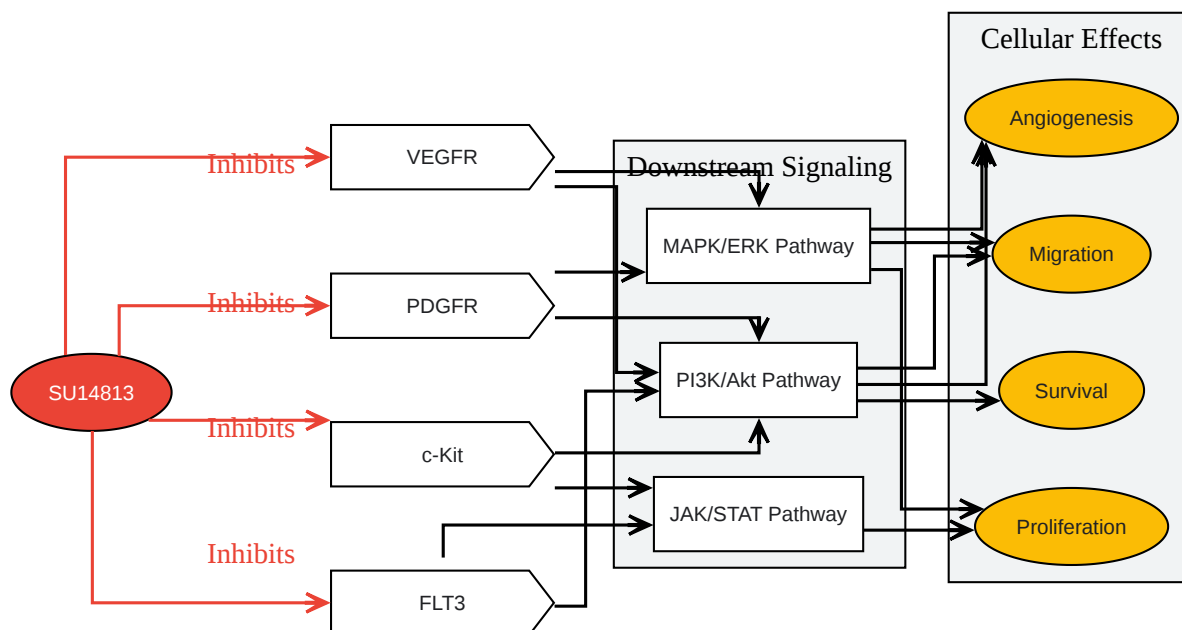 Cellular Effects
Angiogenesis
Inhibits
VEGFR
Downstream Signaling
MAPK/ERK Pathway
Migration
Inhibits
PDGFR
SU14813
PI3K/Akt Pathway
Survival
Inhibits
c-Kit
JAK/STAT Pathway
Proliferation
Inhibits
FLT3